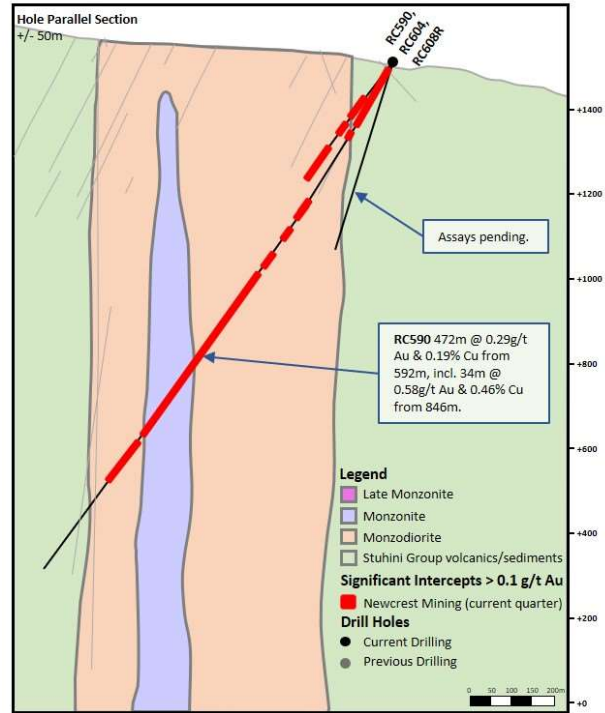 Hole Parallel Section
+/- 50m
RC590,
RC604,
RC608R
+1400
+1200
Assays pending.
+1000
RC590 472m @ 0.29g/t
Au & 0.19% Cu from
592m, incl. 34m @
0.58g/t Au & 0.46% Cu
from 846m.
+800
+600
Legend
Late Monzonite
Monzonite
Monzodiorite
Stuhini Group volcanics/sediments
+400
Significant Intercepts > 0.1 g/t Au
Newcrest Mining (current quarter)
+200
Drill Holes
Current Drilling
Previous Drilling
0 50 100 150 200m
+0